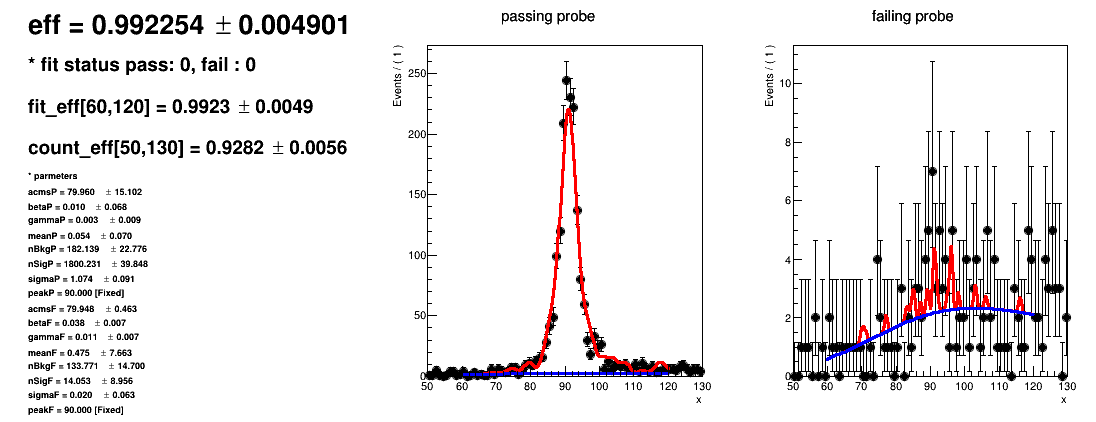 eff = 0.992254 ± 0.004901
* fit status pass: 0, fail : 0
fit_eff[60,120] = 0.9923 ± 0.0049
count_eff[50,130] = 0.9282 ± 0.0056
* parmeters
acmsP = 79.960 ± 15.102
betaP = 0.010 ± 0.068
gammaP = 0.003 ± 0.009
meanP = 0.054 ± 0.070
nBkgP = 182.139 ± 22.776
nSigP = 1800.231 ± 39.848
sigmaP = 1.074 ± 0.091
peakP = 90.000 [Fixed]
acmsF = 79.948 ± 0.463
betaF = 0.038 ± 0.007
gammaF = 0.011 ± 0.007
meanF = 0.475 ± 7.663
nBkgF = 133.771 ± 14.700
nSigF = 14.053 ± 8.956
sigmaF = 0.020 ± 0.063
peakF = 90.000 [Fixed]
passing probe
Events / ( 1 )
250
200
150
100
50
0
50 60 70 80 90 100 110 120 130
x
failing probe
Events / ( 1 )
10
8
6
4
2
0
50 60 70 80 90 100 110 120 130
x